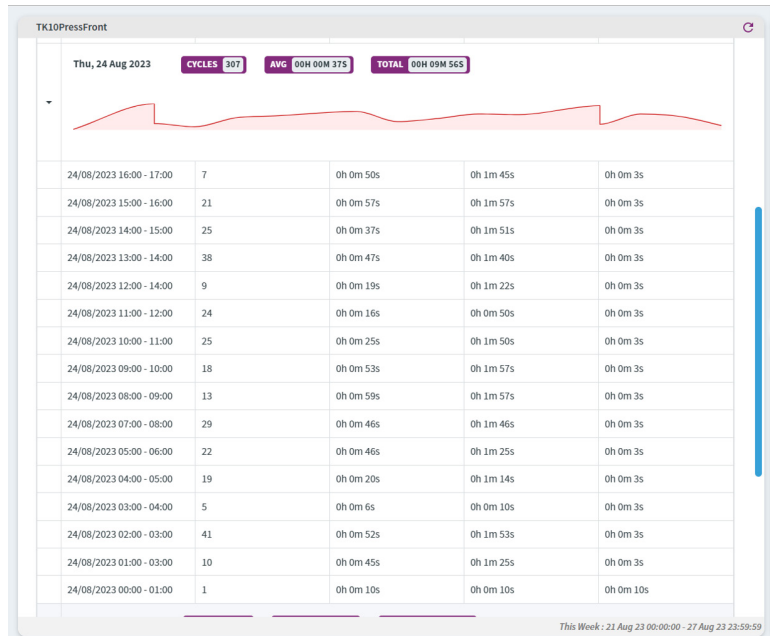 TK10PressFront
Thu, 24 Aug 2023 CYCLES 307 AVG 00H 00M 37S TOTAL 00H 09M 56S
24/08/2023 16:00 - 17:00 7 0h 0m 50s 0h 1m 45s 0h 0m 3s
24/08/2023 15:00 - 16:00 21 0h 0m 57s 0h 1m 57s 0h 0m 3s
24/08/2023 14:00 - 15:00 25 0h 0m 37s 0h 1m 51s 0h 0m 3s
24/08/2023 13:00 - 14:00 38 0h 0m 47s 0h 1m 40s 0h 0m 3s
24/08/2023 12:00 - 14:00 9 0h 0m 19s 0h 1m 22s 0h 0m 3s
24/08/2023 11:00 - 12:00 24 0h 0m 16s 0h 0m 50s 0h 0m 3s
24/08/2023 10:00 - 11:00 25 0h 0m 25s 0h 1m 50s 0h 0m 3s
24/08/2023 09:00 - 10:00 18 0h 0m 53s 0h 1m 57s 0h 0m 3s
24/08/2023 08:00 - 09:00 13 0h 0m 59s 0h 1m 57s 0h 0m 3s
24/08/2023 07:00 - 08:00 29 0h 0m 46s 0h 1m 46s 0h 0m 3s
24/08/2023 05:00 - 06:00 22 0h 0m 46s 0h 1m 25s 0h 0m 3s
24/08/2023 04:00 - 05:00 19 0h 0m 20s 0h 1m 14s 0h 0m 3s
24/08/2023 03:00 - 04:00 5 0h 0m 6s 0h 0m 10s 0h 0m 3s
24/08/2023 02:00 - 03:00 41 0h 0m 52s 0h 1m 53s 0h 0m 3s
24/08/2023 01:00 - 03:00 10 0h 0m 45s 0h 1m 25s 0h 0m 3s
24/08/2023 00:00 - 01:00 1 0h 0m 10s 0h 0m 10s 0h 0m 10s
This Week : 21 Aug 23 00:00:00 - 27 Aug 23 23:59:59